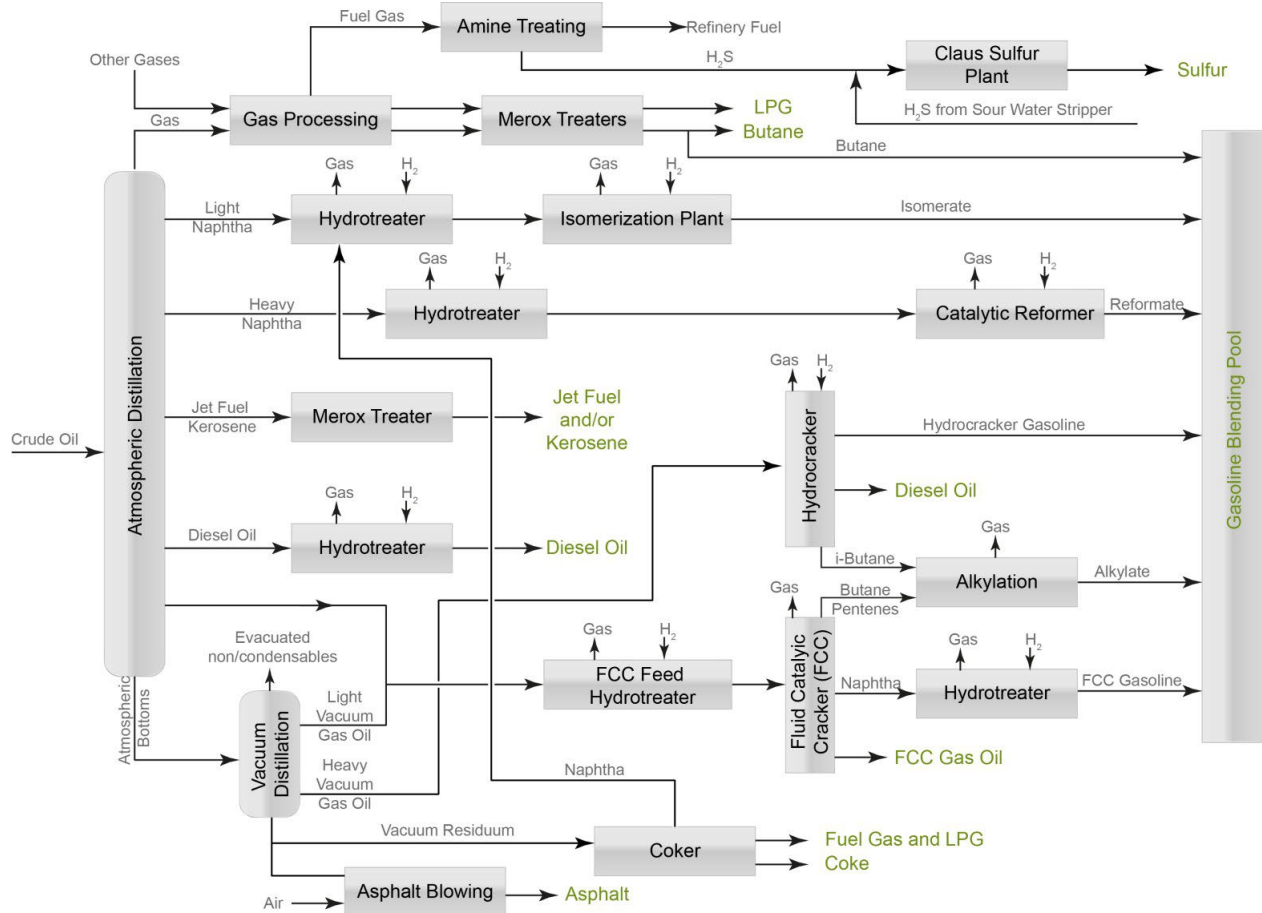 Fuel Gas
Amine Treating
Refinery Fuel
Other Gases
H₂S
Claus Sulfur
Plant
Sulfur
Gas
Gas Processing
Merox Treaters
LPG
Butane
H₂S from Sour Water Stripper
Butane
Gas
H₂
Gas
H₂
Light
Naphtha
Hydrotreater
Isomerization Plant
Isomerate
Gas
H₂
Gas
H₂
Heavy
Naphtha
Hydrotreater
Catalytic Reformer
Reformate
Gas
H₂
Jet Fuel
Kerosene
Merox Treater
Jet Fuel
and/or
Kerosene
Hydrocracker Gasoline
Crude Oil
Atmospheric Distillation
Hydrocracker
Gasoline Blending Pool
Gas
H₂
Diesel Oil
Diesel Oil
Hydrotreater
Diesel Oil
i-Butane
Gas
Alkylation
Alkylate
Gas
Butane
Pentenes
Evacuated
non/condensables
Gas
H₂
Gas
H₂
FCC Feed
Hydrotreater
Fluid Catalyic
Cracker (FCC)
Naphtha
Hydrotreater
FCC Gasoline
Atmospheric
Bottoms
Light
Vacuum
Gas Oil
Vacuum
Distillation
Heavy
Vacuum
Gas Oil
FCC Gas Oil
Naphtha
Vacuum Residuum
Coker
Fuel Gas and LPG
Coke
Air
Asphalt Blowing
Asphalt